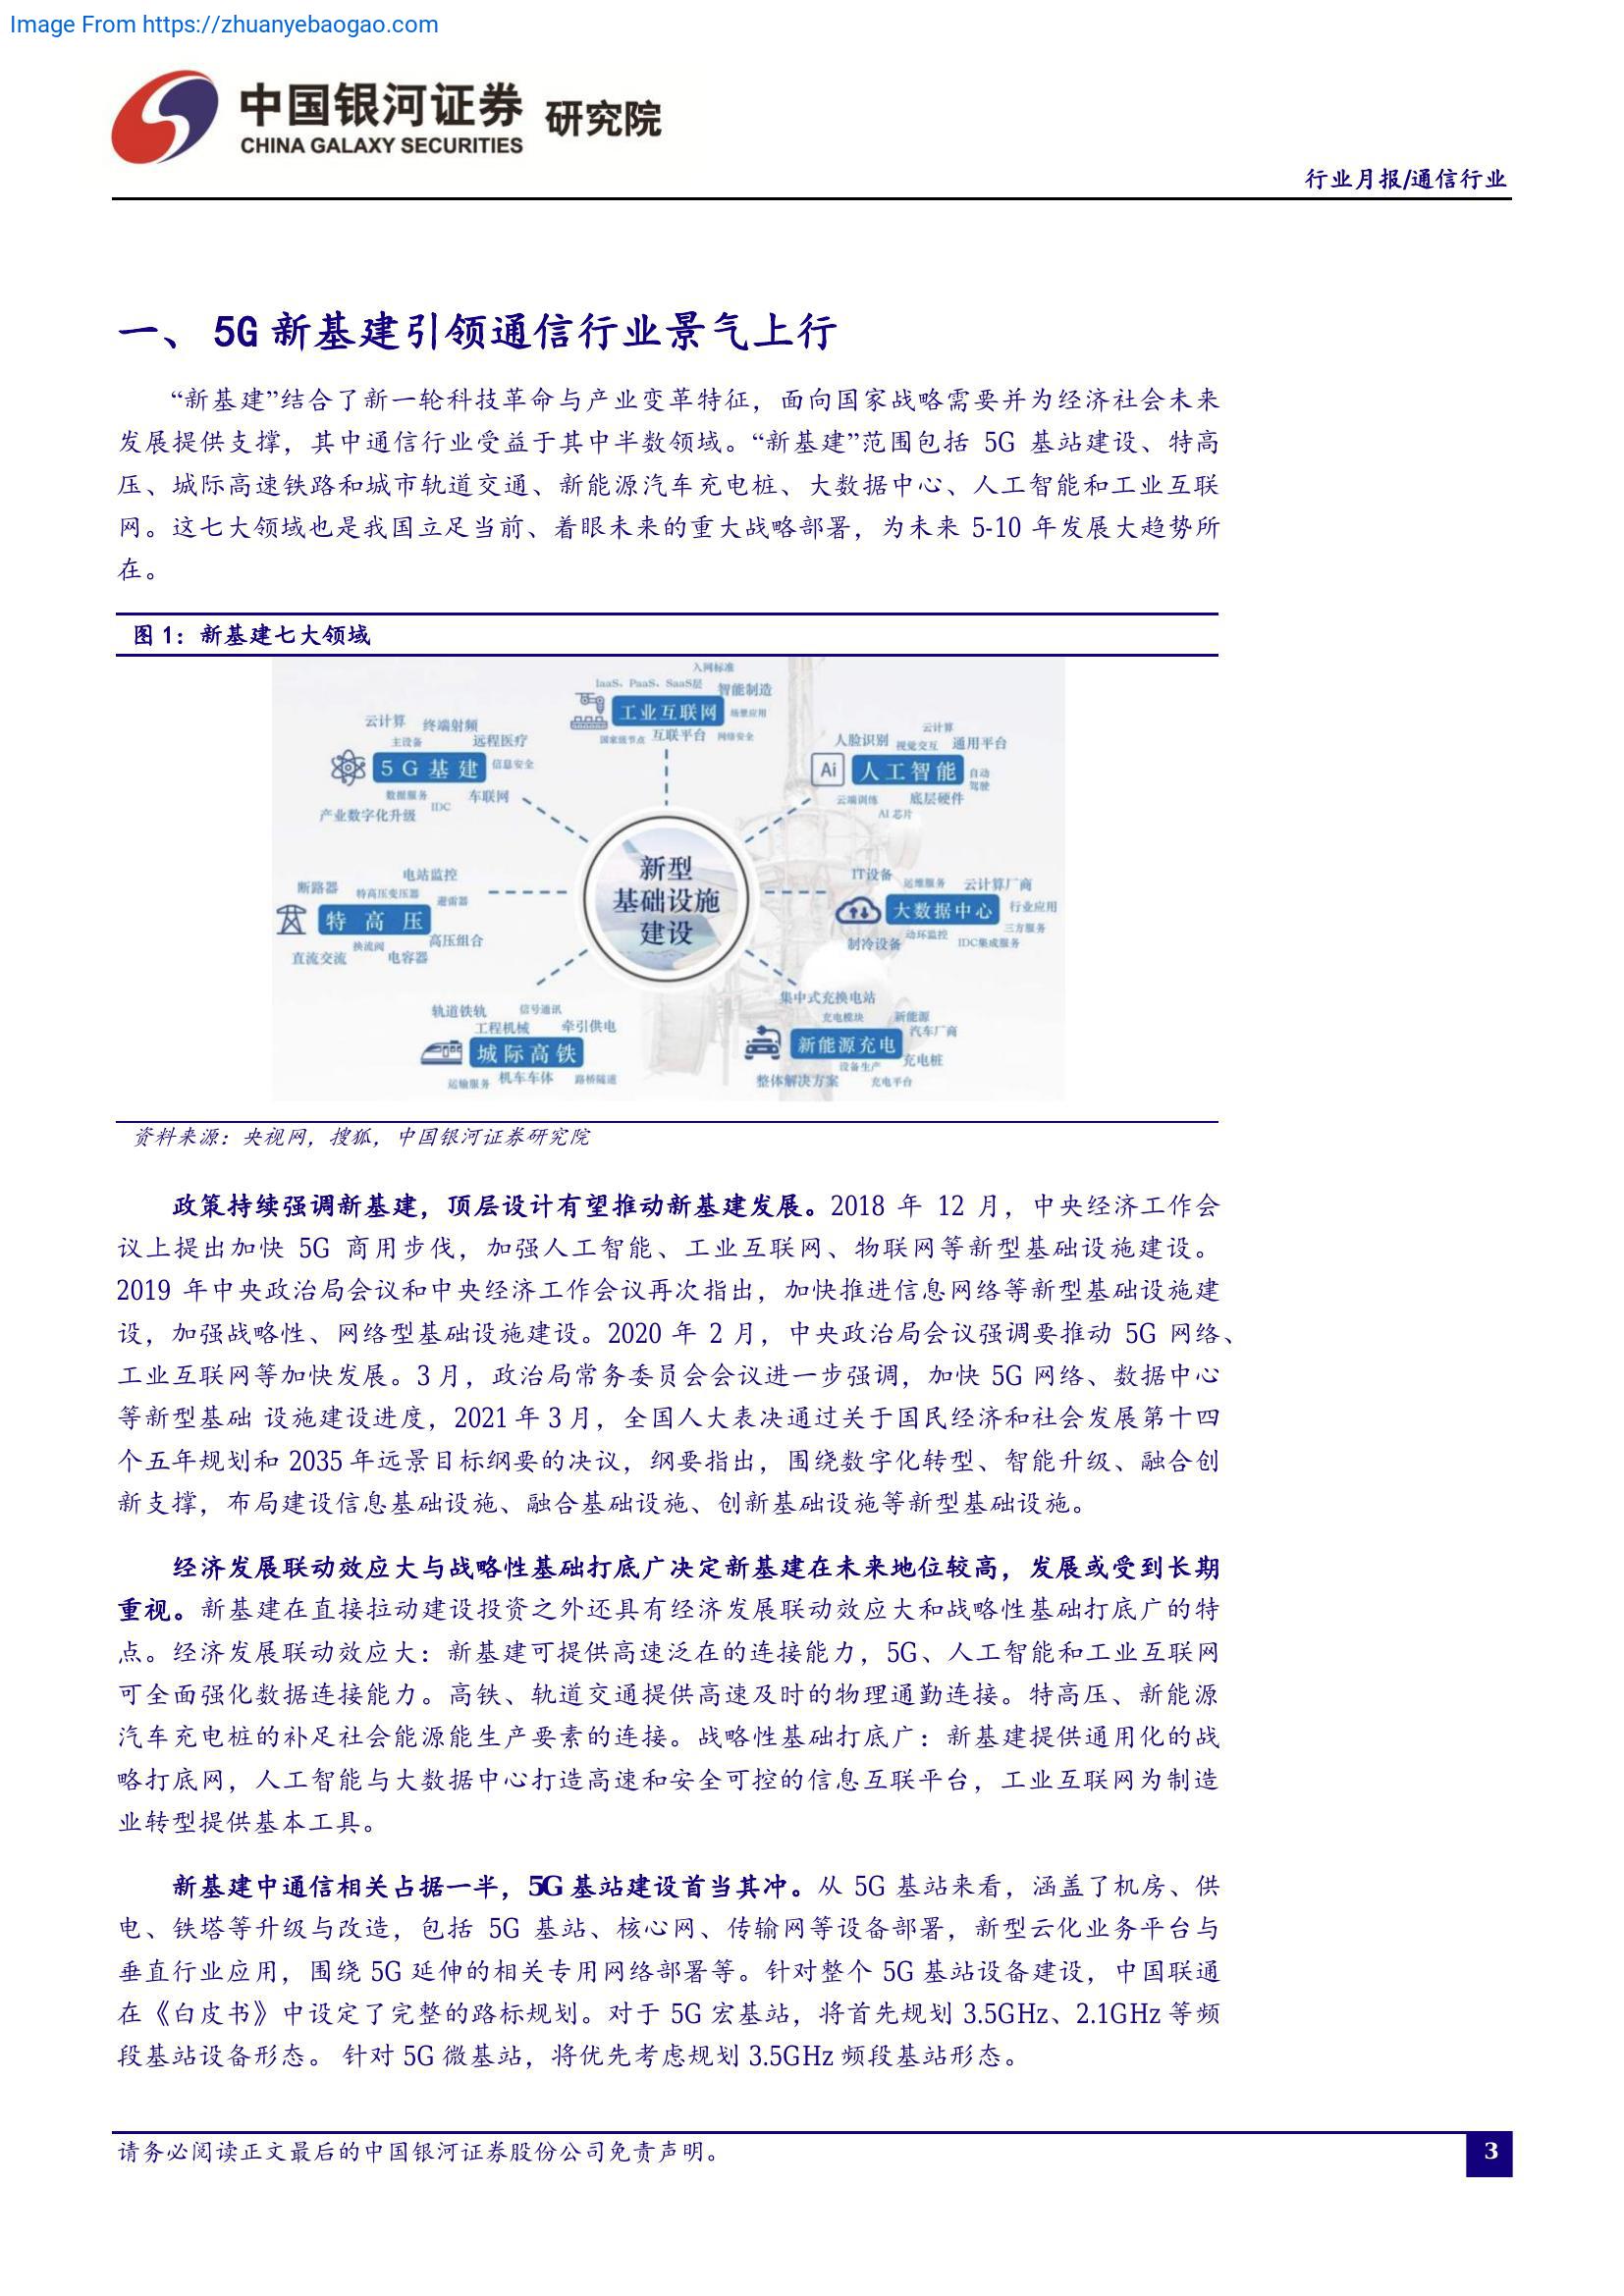 Image From https://zhuanyebaogao.com
中国银河证券 研究院
CHINA GALAXY SECURITIES
行业月报/通信行业
一、 5G 新基建引领通信行业景气上行
“新基建”结合了新一轮科技革命与产业变革特征，面向国家战略需要并为经济社会未来
发展提供支撑，其中通信行业受益于其中半数领域。“新基建”范围包括 5G 基站建设、特高
压、城际高速铁路和城市轨道交通、新能源汽车充电桩、大数据中心、人工智能和工业互联
网。这七大领域也是我国立足当前、着眼未来的重大战略部署，为未来 5-10 年发展大趋势所
在。
图 1：新基建七大领域
入网标准
IaaS、PaaS、SaaS层 智能制造
工业互联网 场景应用
国家级节点 互联平台 网络安全
云计算 终端射频
主设备 远程医疗
5G基建 信息安全
数据服务 IDC 车联网
产业数字化升级
云计算
人脸识别 视觉交互 通用平台
Ai 人工智能 自动
驾驶
云端训练 底层硬件
AI 芯片
新型
基础设施
建设
电站监控
断路器 特高压变压器 避雷器
特高压
换流阀 高压组合
直流交流 电容器
IT设备 运维服务 云计算厂商
大数据中心 行业应用
三方服务
制冷设备 动环监控 IDC集成服务
轨道铁轨 信号通讯
工程机械 牵引供电
城际高铁
运输服务 机车车体 路桥隧道
集中式充换电站
充电模块 新能源
汽车厂商
新能源充电
设备生产 充电桩
整体解决方案 充电平台
资料来源：央视网，搜狐，中国银河证券研究院
政策持续强调新基建，顶层设计有望推动新基建发展。2018 年 12 月，中央经济工作会
议上提出加快 5G 商用步伐，加强人工智能、工业互联网、物联网等新型基础设施建设。
2019 年中央政治局会议和中央经济工作会议再次指出，加快推进信息网络等新型基础设施建
设，加强战略性、网络型基础设施建设。2020 年 2 月，中央政治局会议强调要推动 5G 网络、
工业互联网等加快发展。3 月，政治局常务委员会会议进一步强调，加快 5G 网络、数据中心
等新型基础 设施建设进度，2021 年 3 月，全国人大表决通过关于国民经济和社会发展第十四
个五年规划和 2035 年远景目标纲要的决议，纲要指出，围绕数字化转型、智能升级、融合创
新支撑，布局建设信息基础设施、融合基础设施、创新基础设施等新型基础设施。
经济发展联动效应大与战略性基础打底广决定新基建在未来地位较高，发展或受到长期
重视。新基建在直接拉动建设投资之外还具有经济发展联动效应大和战略性基础打底广的特
点。经济发展联动效应大：新基建可提供高速泛在的连接能力，5G、人工智能和工业互联网
可全面强化数据连接能力。高铁、轨道交通提供高速及时的物理通勤连接。特高压、新能源
汽车充电桩的补足社会能源能生产要素的连接。战略性基础打底广：新基建提供通用化的战
略打底网，人工智能与大数据中心打造高速和安全可控的信息互联平台，工业互联网为制造
业转型提供基本工具。
新基建中通信相关占据一半，5G 基站建设首当其冲。从 5G 基站来看，涵盖了机房、供
电、铁塔等升级与改造，包括 5G 基站、核心网、传输网等设备部署，新型云化业务平台与
垂直行业应用，围绕 5G 延伸的相关专用网络部署等。针对整个 5G 基站设备建设，中国联通
在《白皮书》中设定了完整的路标规划。对于 5G 宏基站，将首先规划 3.5GHz、2.1GHz 等频
段基站设备形态。 针对 5G 微基站，将优先考虑规划 3.5GHz 频段基站形态。
请务必阅读正文最后的中国银河证券股份公司免责声明。
3